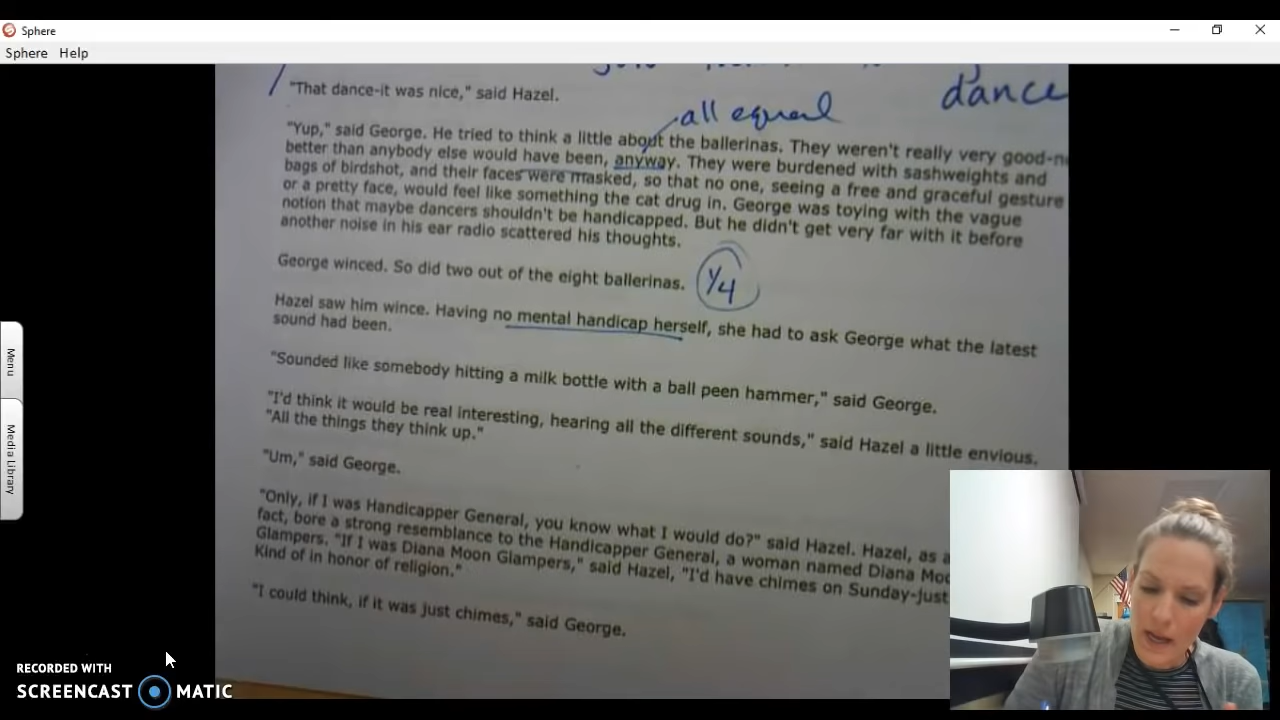 Sphere
Sphere Help
dance
"That dance-it was nice," said Hazel.
all equal
"Yup," said George. He tried to think a little about the ballerinas. They weren't really very good-n
better than anybody else would have been, anyway. They were burdened with sashweights and
bags of birdshot, and their faces were masked, so that no one, seeing a free and graceful gesture
or a pretty face, would feel like something the cat drug in. George was toying with the vague
notion that maybe dancers shouldn't be handicapped. But he didn't get very far with it before
another noise in his ear radio scattered his thoughts.
George winced. So did two out of the eight ballerinas.
1/4
Hazel saw him wince. Having no mental handicap herself, she had to ask George what the latest
sound had been.
"Sounded like somebody hitting a milk bottle with a ball peen hammer," said George.
"I'd think it would be real interesting, hearing all the different sounds," said Hazel a little envious.
"All the things they think up."
"Um," said George.
"Only, if I was Handicapper General, you know what I would do?" said Hazel. Hazel, as a
fact, bore a strong resemblance to the Handicapper General, a woman named Diana Moo
Glampers. "If I was Diana Moon Glampers," said Hazel, "I'd have chimes on Sunday-just
Kind of in honor of religion."
"I could think, if it was just chimes," said George.
Menu
Media Library
RECORDED WITH
SCREENCAST MATIC